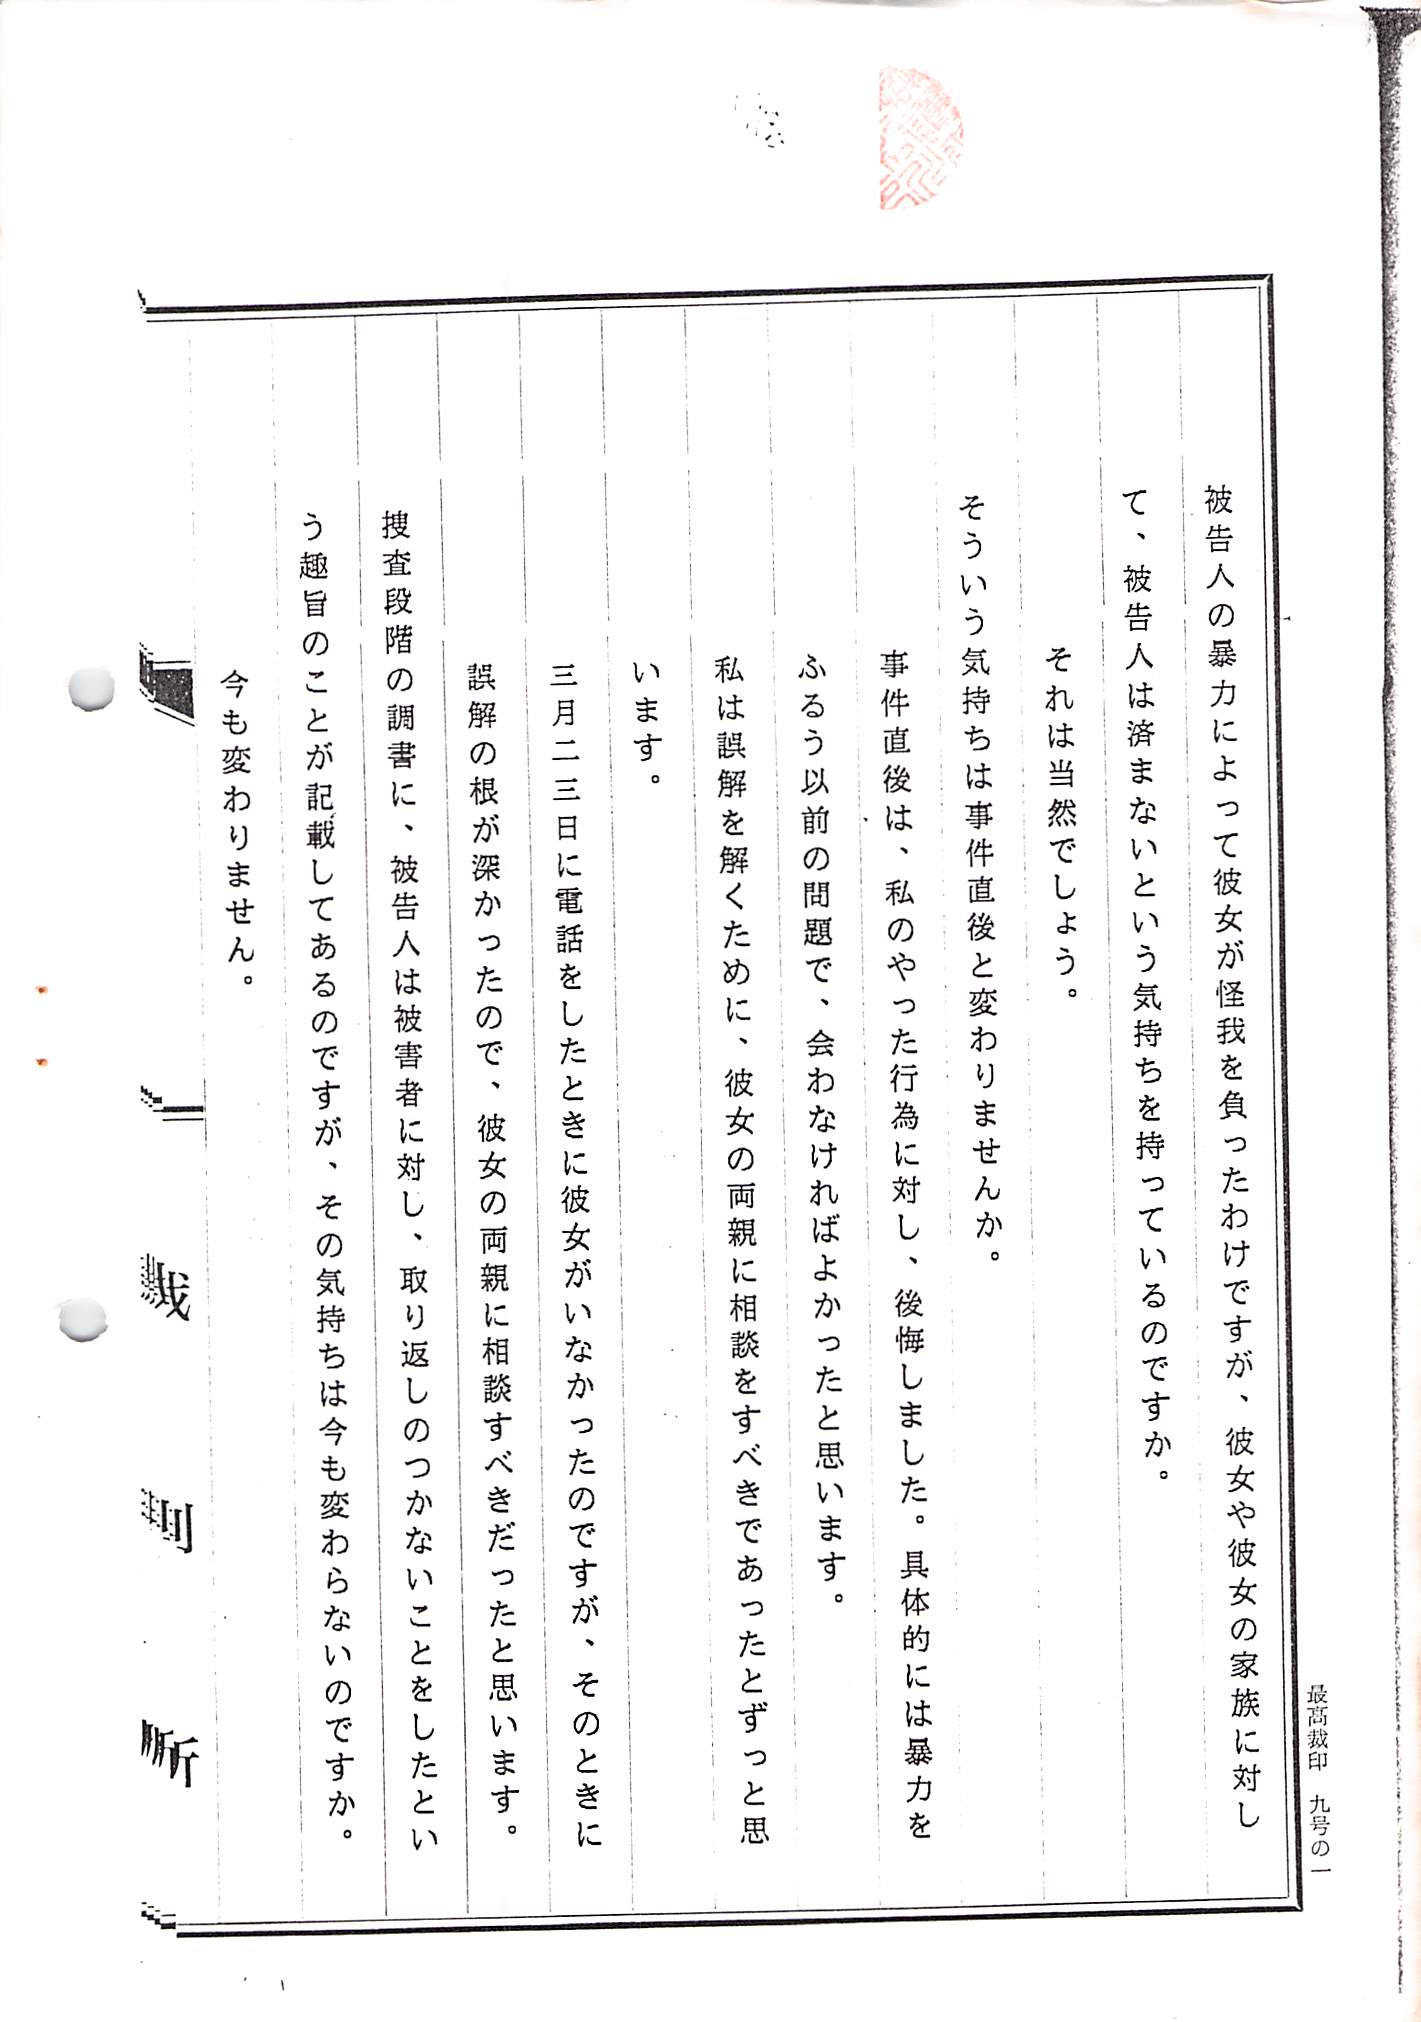 被告人の暴力によって彼女が怪我を負ったわけですが、彼女や彼女の家族に対し
て、被告人は済まないという気持ちを持っているのですか。
それは当然でしょう。
そういう気持ちは事件直後と変わりませんか。
事件直後は、私のやった行為に対し、後悔しました。具体的には暴力を
ふるう以前の問題で、会わなければよかったと思います。
私は誤解を解くために、彼女の両親に相談をすべきであったとずっと思
います。
三月二三日に電話をしたときに彼女がいなかったのですが、そのときに
誤解の根が深かったので、彼女の両親に相談すべきだったと思います。
捜査段階の調書に、被告人は被害者に対し、取り返しのつかないことをしたとい
う趣旨のことが記載してあるのですが、その気持ちは今も変わらないのですか。
今も変わりません。
最高裁印 九号の一